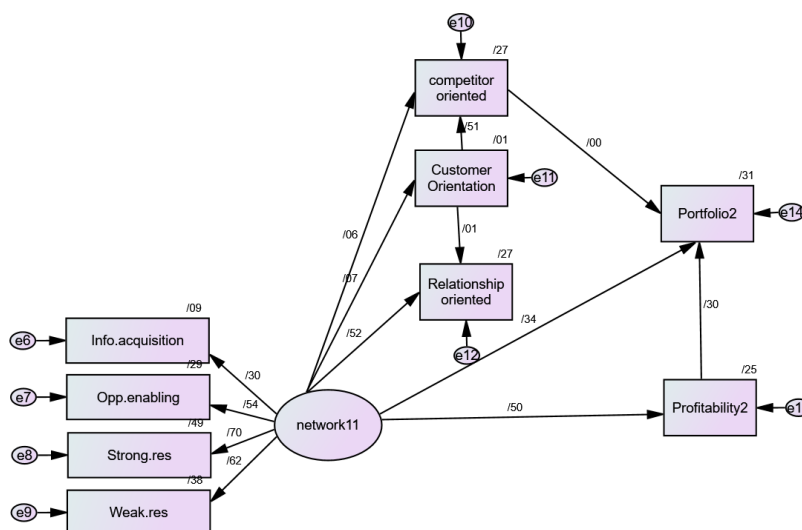 e10
/27
competitor
oriented
/51
/01
/00
Customer
Orientation
e11
/31
Portfolio2
e14
/06
/07
/01
/27
Relationship
oriented
/52
e12
/34
/30
/09
e6
Info.acquisition
/29
/30
e7
Opp.enabling
/54
/49
network11
/50
/25
Profitability2
e8
Strong.res
/70
/62
/38
e9
Weak.res